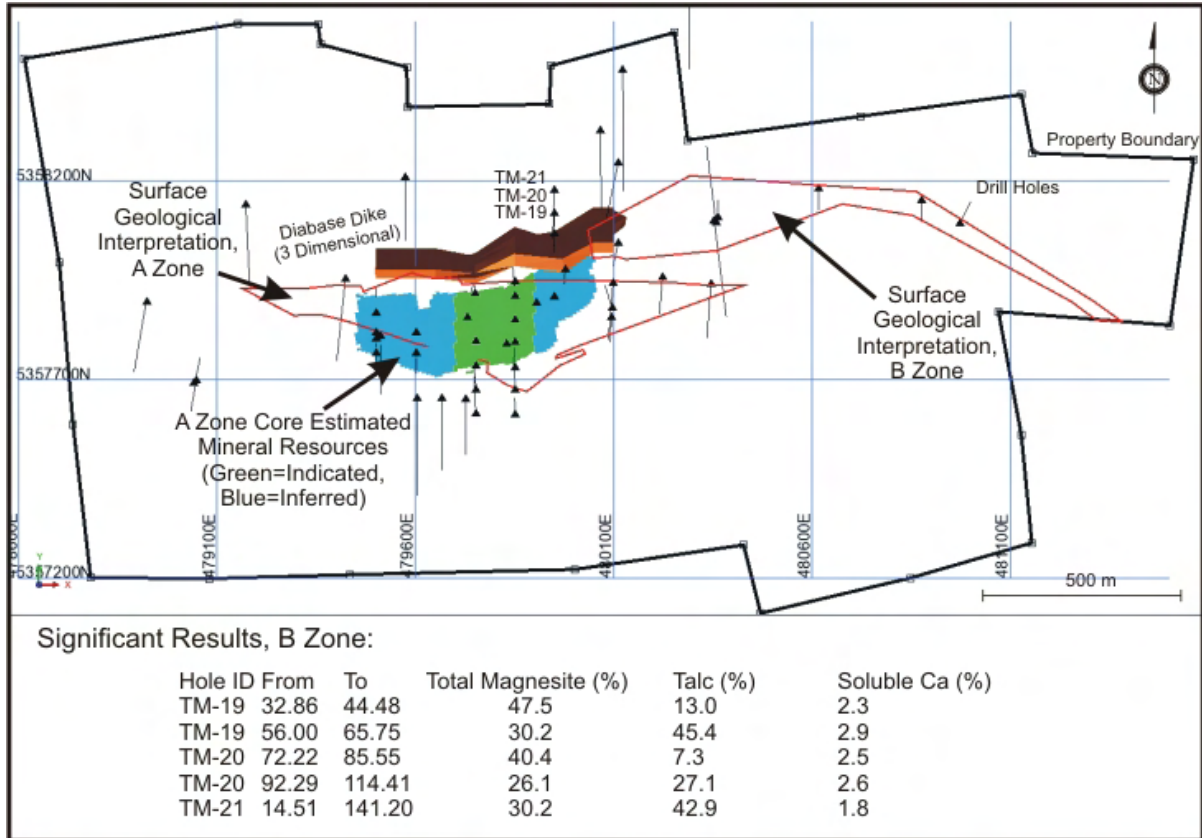 N
Property Boundary
5358200N
TM-21
TM-20
TM-19
Drill Holes
Surface
Geological
Interpretation,
A Zone
Diabase Dike
(3 Dimensional)
Surface
Geological
Interpretation,
B Zone
5357700N
A Zone Core Estimated
Mineral Resources
(Green=Indicated,
Blue=Inferred)
479100E
479600E
480100E
480600E
481100E
Y
X
5357200N
500 m
Significant Results, B Zone:
Hole ID From To Total Magnesite (%) Talc (%) Soluble Ca (%)
TM-19 32.86 44.48 47.5 13.0 2.3
TM-19 56.00 65.75 30.2 45.4 2.9
TM-20 72.22 85.55 40.4 7.3 2.5
TM-20 92.29 114.41 26.1 27.1 2.6
TM-21 14.51 141.20 30.2 42.9 1.8